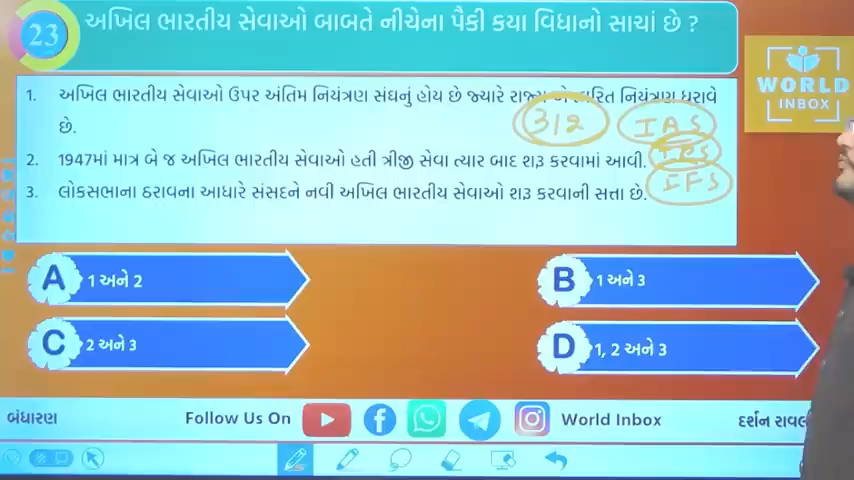 23
અખિલ ભારતીય સેવાઓ બાબતે નીચેના પૈકી કયા વિધાનો સાચાં છે ?
WORLD
INBOX
1. અખિલ ભારતીય સેવાઓ ઉપર અંતિમ નિયંત્રણ સંઘનું હોય છે જ્યારે નિયંત્રણ ધરાવે
છે.
312 IAS
2. 1947માં માત્ર બે જ અખિલ ભારતીય સેવાઓ હતી ત્રીજી સેવા ત્યાર બાદ શરૂ કરવામાં આવી.
IPS
3. લોકસભાના ઠરાવના આધારે સંસદને નવી અખિલ ભારતીય સેવાઓ શરૂ કરવાની સત્તા છે.
IFS
A 1 અને 2
B 1 અને 3
C 2 અને 3
D 1, 2 અને 3
બંધારણ Follow Us On World Inbox દર્શન